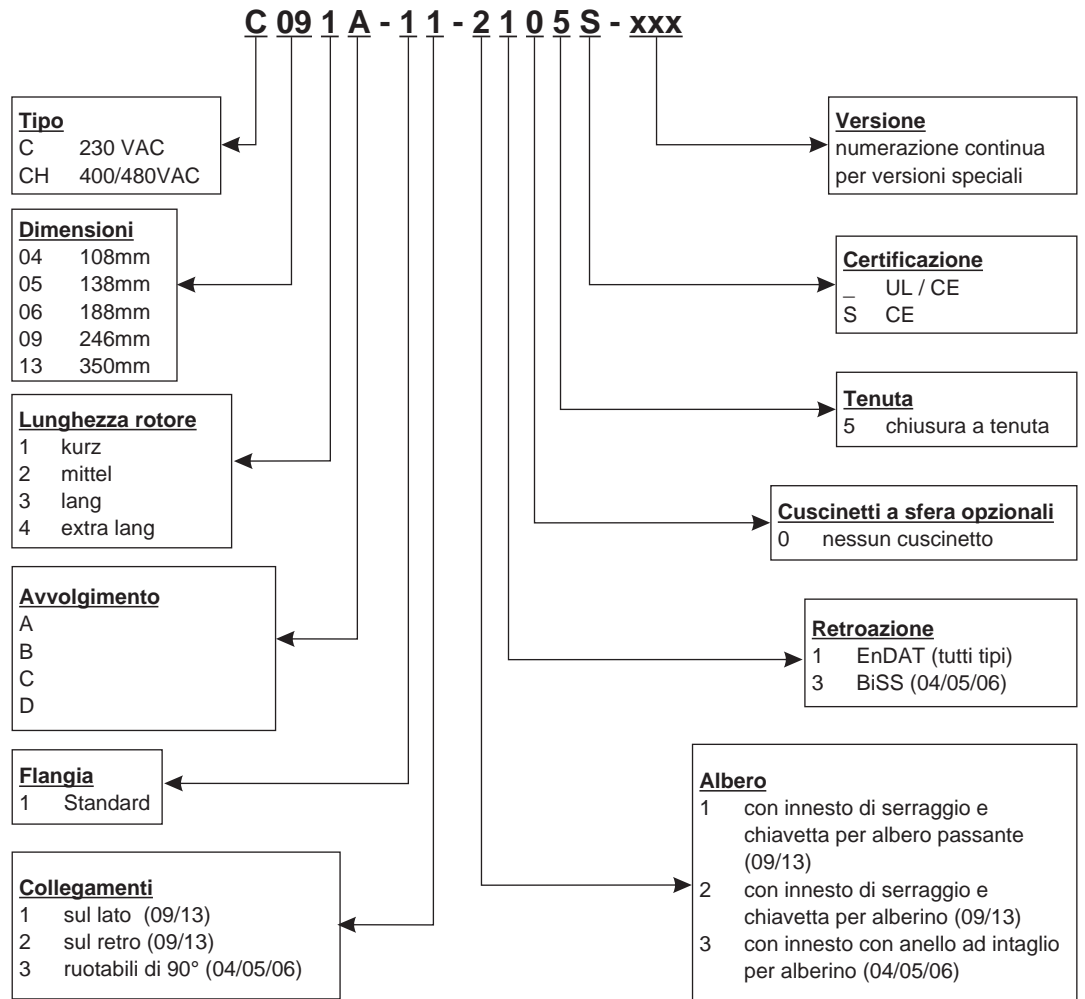 C 09 1 A - 1 1 - 2 1 0 5 S - xxx
Tipo
C 230 VAC
CH 400/480VAC
Dimensioni
04 108mm
05 138mm
06 188mm
09 246mm
13 350mm
Lunghezza rotore
1 kurz
2 mittel
3 lang
4 extra lang
Avvolgimento
A
B
C
D
Flangia
1 Standard
Collegamenti
1 sul lato (09/13)
2 sul retro (09/13)
3 ruotabili di 90° (04/05/06)
Versione
numerazione continua
per versioni speciali
Certificazione
_ UL / CE
S CE
Tenuta
5 chiusura a tenuta
Cuscinetti a sfera opzionali
0 nessun cuscinetto
Retroazione
1 EnDAT (tutti tipi)
3 BiSS (04/05/06)
Albero
1 con innesto di serraggio e
chiavetta per albero passante
(09/13)
2 con innesto di serraggio e
chiavetta per alberino (09/13)
3 con innesto con anello ad intaglio
per alberino (04/05/06)